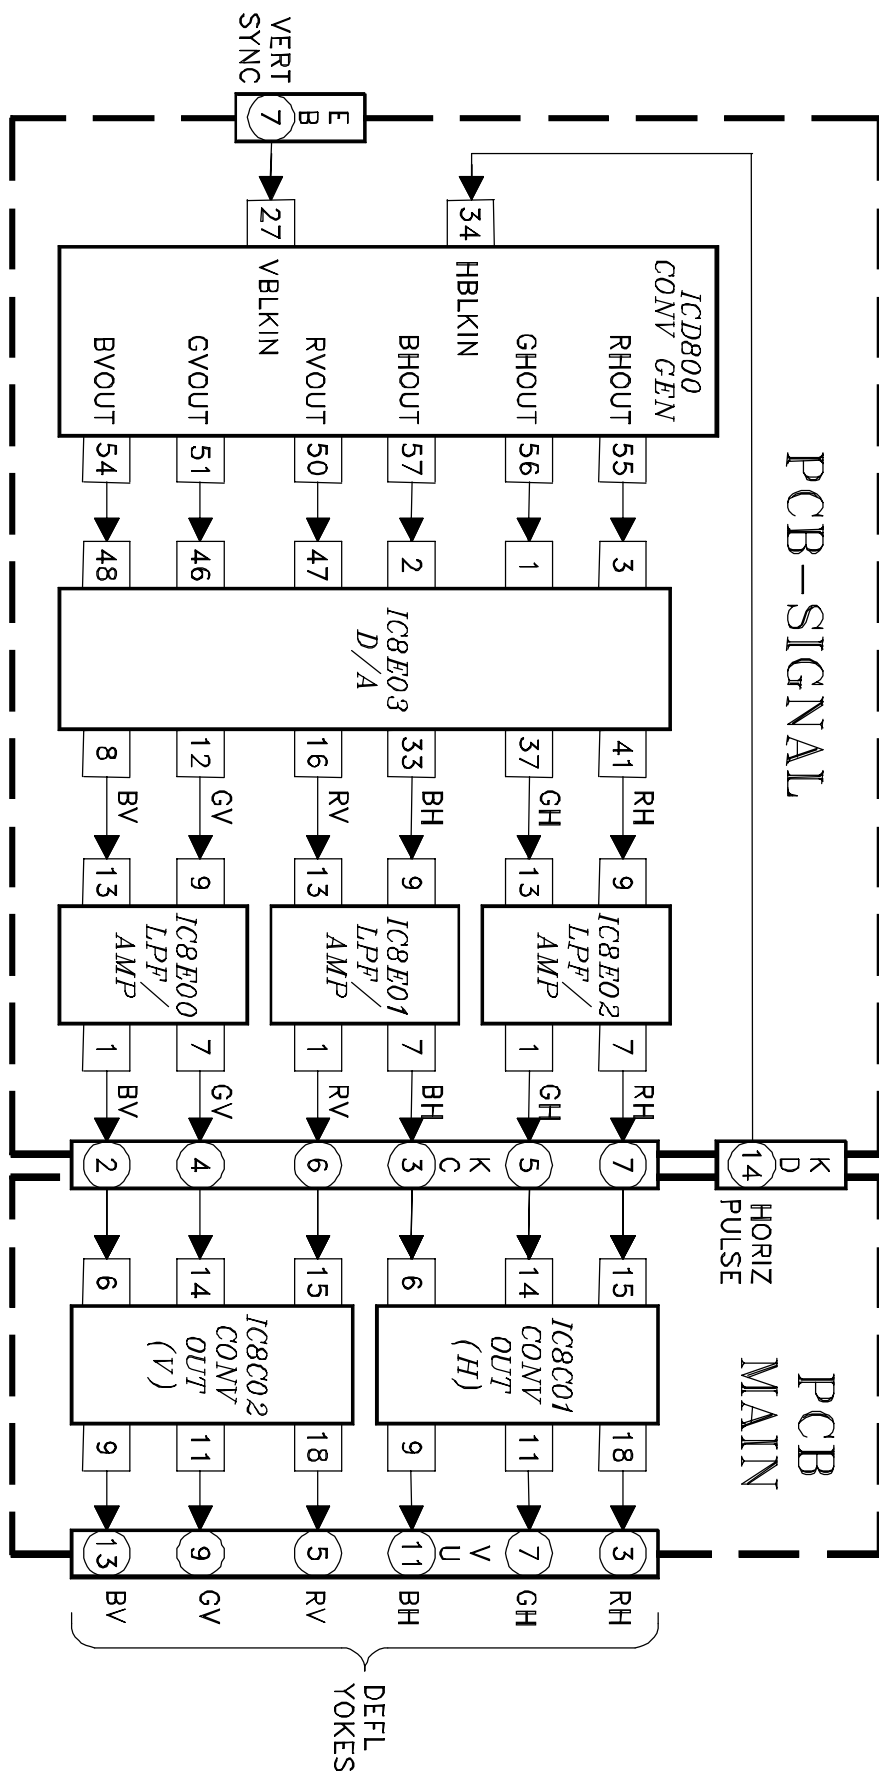 PCB-SIGNAL
PCB
MAIN
K
D
14
HORIZ
PULSE
ICD800
CONV GEN
RHOUT 55
3
41 RH
9
7 RH
7
15
18
3 RH
GHOUT 56
1
37 GH
13
1 GH
5
14
11
7 GH
34 HBLKIN
BHOUT 57
2
33 BH
9
7 BH
3
6
9
11 BH
RVOUT 50
47
16 RV
13
1 RV
6
15
18
5 RV
E
B
7
VERT
SYNC
27 VBLKIN
GVOUT 51
46
12 GV
9
7 GV
4
14
11
9 GV
BVOUT 54
48
8 BV
13
1 BV
2
6
9
13 BV
IC8E03
D/A
IC8E02
LPF/
AMP
IC8E01
LPF/
AMP
IC8E00
LPF/
AMP
K
C
IC8C01
CONV
OUT
(H)
IC8C02
CONV
OUT
(V)
V
U
DEFL
YOKES